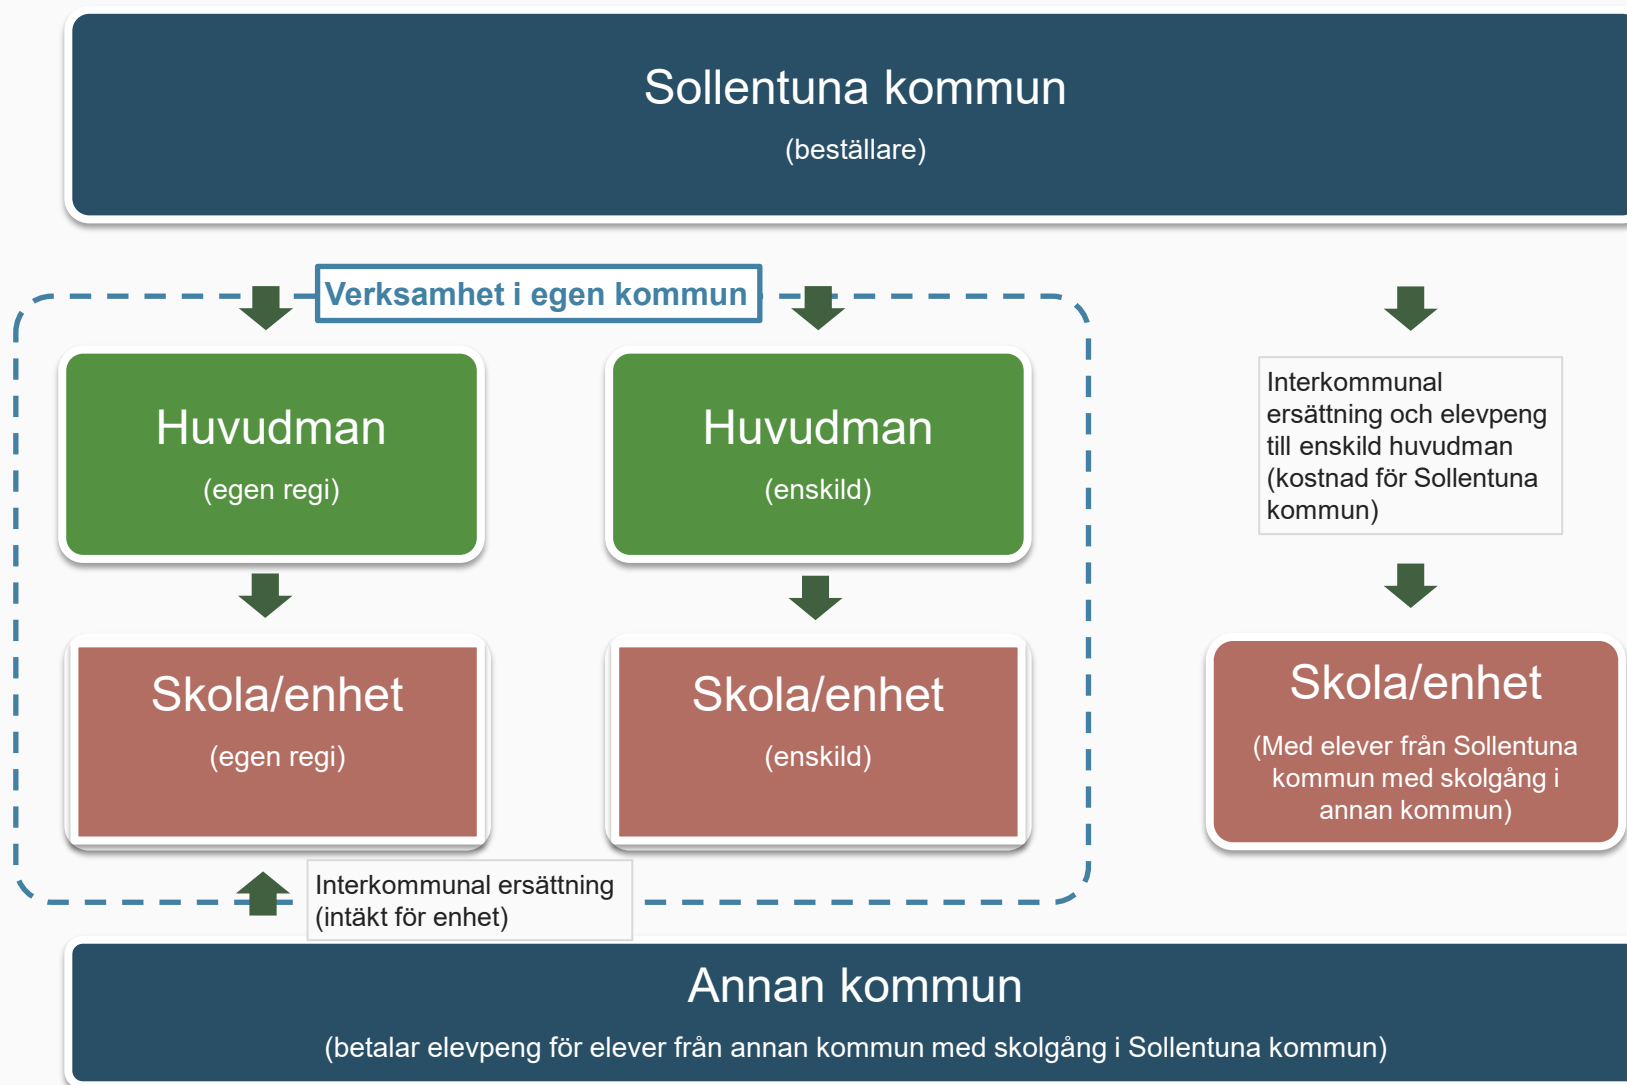 Sollentuna kommun
(beställare)
Verksamhet i egen kommun
Huvudman
(egen regi)
Huvudman
(enskild)
Interkommunal
ersättning och elevpeng
till enskild huvudman
(kostnad för Sollentuna
kommun)
Skola/enhet
(egen regi)
Skola/enhet
(enskild)
Skola/enhet
(Med elever från Sollentuna
kommun med skolgång i
annan kommun)
Interkommunal ersättning
(intäkt för enhet)
Annan kommun
(betalar elevpeng för elever från annan kommun med skolgång i Sollentuna kommun)